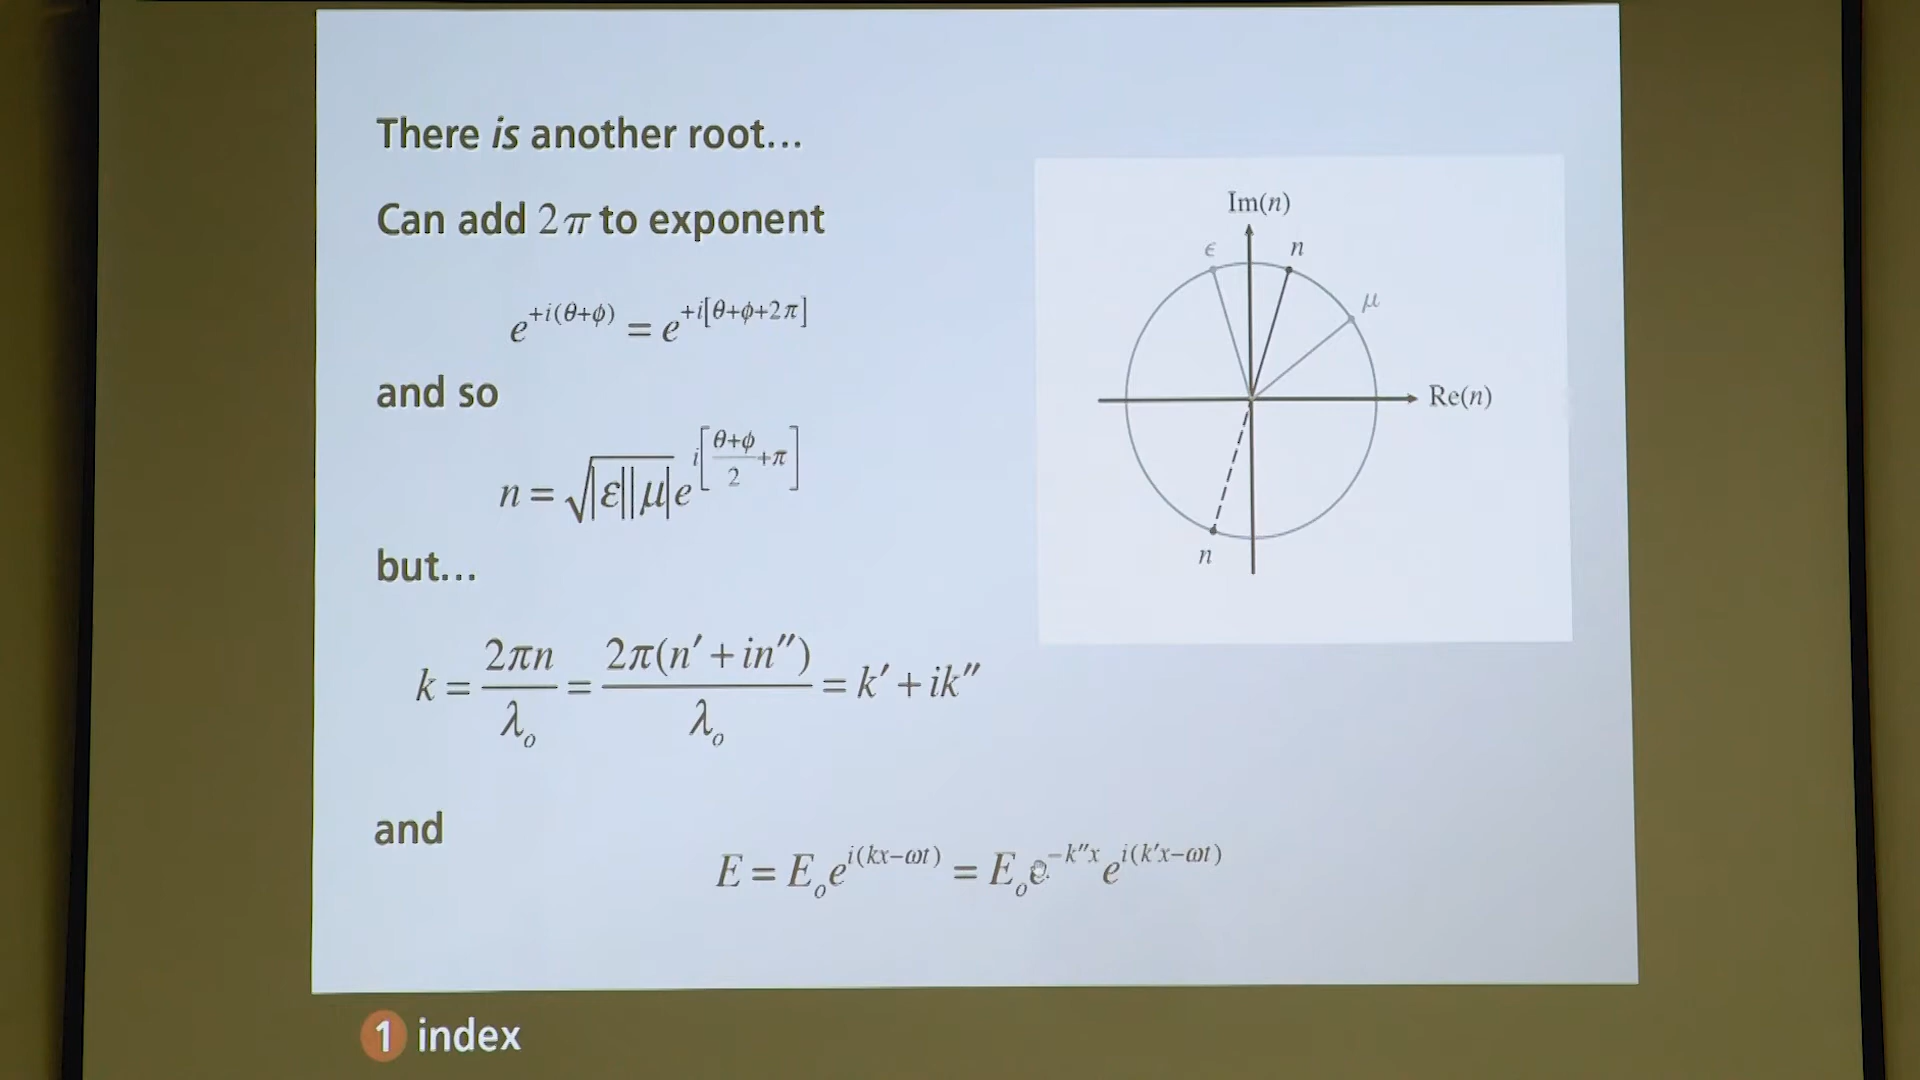 There is another root...
Can add 2π to exponent
e^{+i(θ+ϕ)} = e^{+i[θ+ϕ+2π]}
and so
n = √|ε||μ| e^{i[(θ+ϕ)/2+π]}
but...
k = 2πn/λ_o = 2π(n′ + in″)/λ_o = k′ + ik″
and
E = E_o e^{i(kx−ωt)} = E_o e^{−k″x} e^{i(k′x−ωt)}
Im(n)
ϵ
n
μ
Re(n)
n
1 index